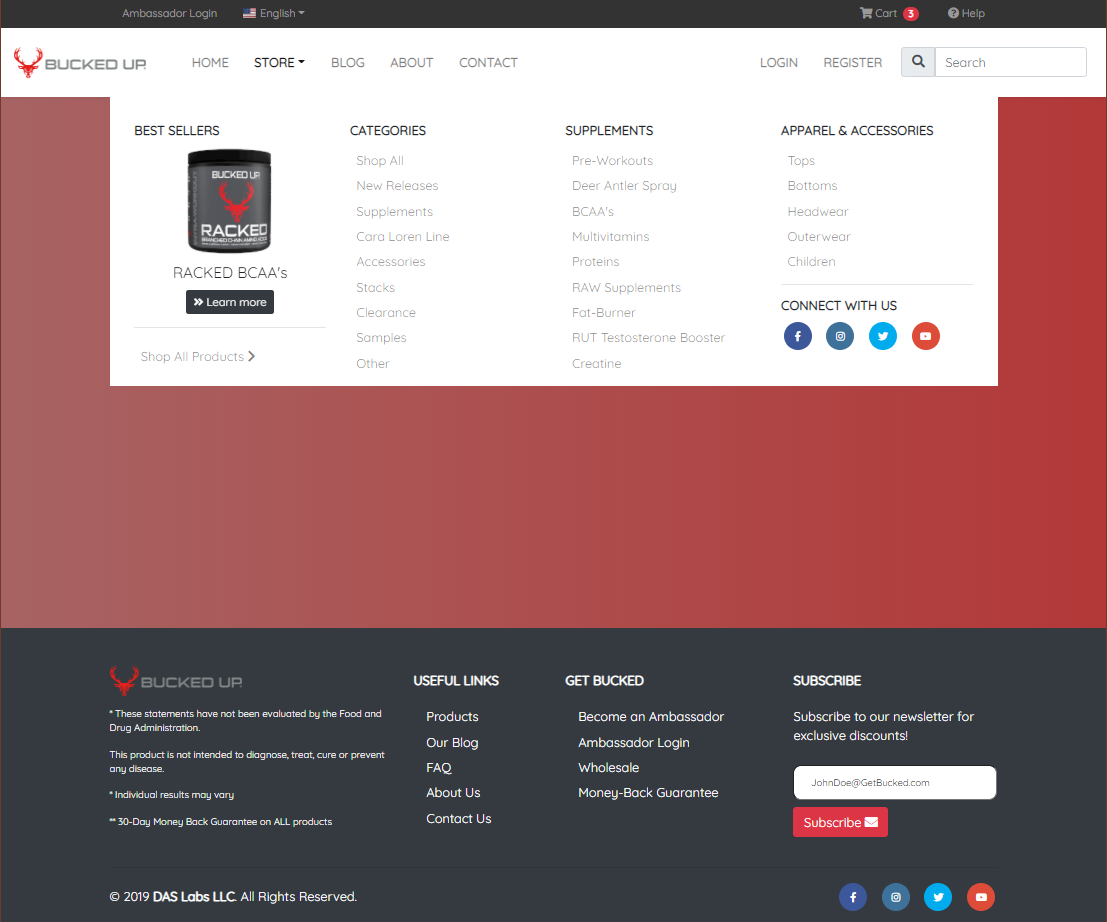 Ambassador Login English Cart 3 Help
BUCKED UP. HOME STORE BLOG ABOUT CONTACT LOGIN REGISTER Search
BEST SELLERS
BUCKED UP.
RACKED
BRANCHED CHAIN AMINO ACIDS
RACKED BCAA's
Learn more
Shop All Products
CATEGORIES
Shop All
New Releases
Supplements
Cara Loren Line
Accessories
Stacks
Clearance
Samples
Other
SUPPLEMENTS
Pre-Workouts
Deer Antler Spray
BCAA's
Multivitamins
Proteins
RAW Supplements
Fat-Burner
RUT Testosterone Booster
Creatine
APPAREL & ACCESSORIES
Tops
Bottoms
Headwear
Outerwear
Children
CONNECT WITH US
BUCKED UP.
* These statements have not been evaluated by the Food and
Drug Administration.
This product is not intended to diagnose, treat, cure or prevent
any disease.
* Individual results may vary
** 30-Day Money Back Guarantee on ALL products
USEFUL LINKS
Products
Our Blog
FAQ
About Us
Contact Us
GET BUCKED
Become an Ambassador
Ambassador Login
Wholesale
Money-Back Guarantee
SUBSCRIBE
Subscribe to our newsletter for
exclusive discounts!
JohnDoe@GetBucked.com
Subscribe
© 2019 DAS Labs LLC. All Rights Reserved.